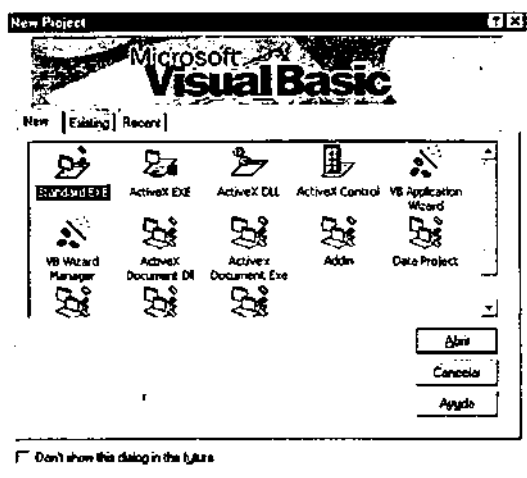 New Project
Microsoft
Visual Basic
New Existing Recent
Standard EXE ActiveX EXE ActiveX DLL ActiveX Control VB Application Wizard
VB Wizard Manager ActiveX Document Dll Activex Document Exe Addin Data Project
Abrir
Cancelar
Ayuda
Don't show this dialog in the future